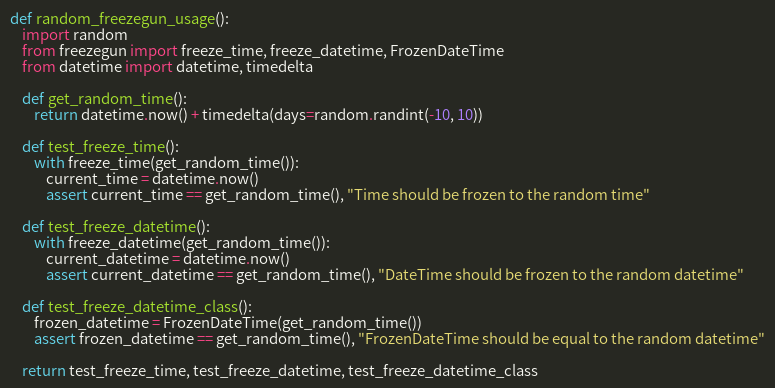 def random_freezegun_usage():
    import random
    from freezegun import freeze_time, freeze_datetime, FrozenDateTime
    from datetime import datetime, timedelta

    def get_random_time():
        return datetime.now() + timedelta(days=random.randint(-10, 10))

    def test_freeze_time():
        with freeze_time(get_random_time()):
            current_time = datetime.now()
            assert current_time == get_random_time(), "Time should be frozen to the random time"

    def test_freeze_datetime():
        with freeze_datetime(get_random_time()):
            current_datetime = datetime.now()
            assert current_datetime == get_random_time(), "DateTime should be frozen to the random datetime"

    def test_freeze_datetime_class():
        frozen_datetime = FrozenDateTime(get_random_time())
        assert frozen_datetime == get_random_time(), "FrozenDateTime should be equal to the random datetime"

    return test_freeze_time, test_freeze_datetime, test_freeze_datetime_class